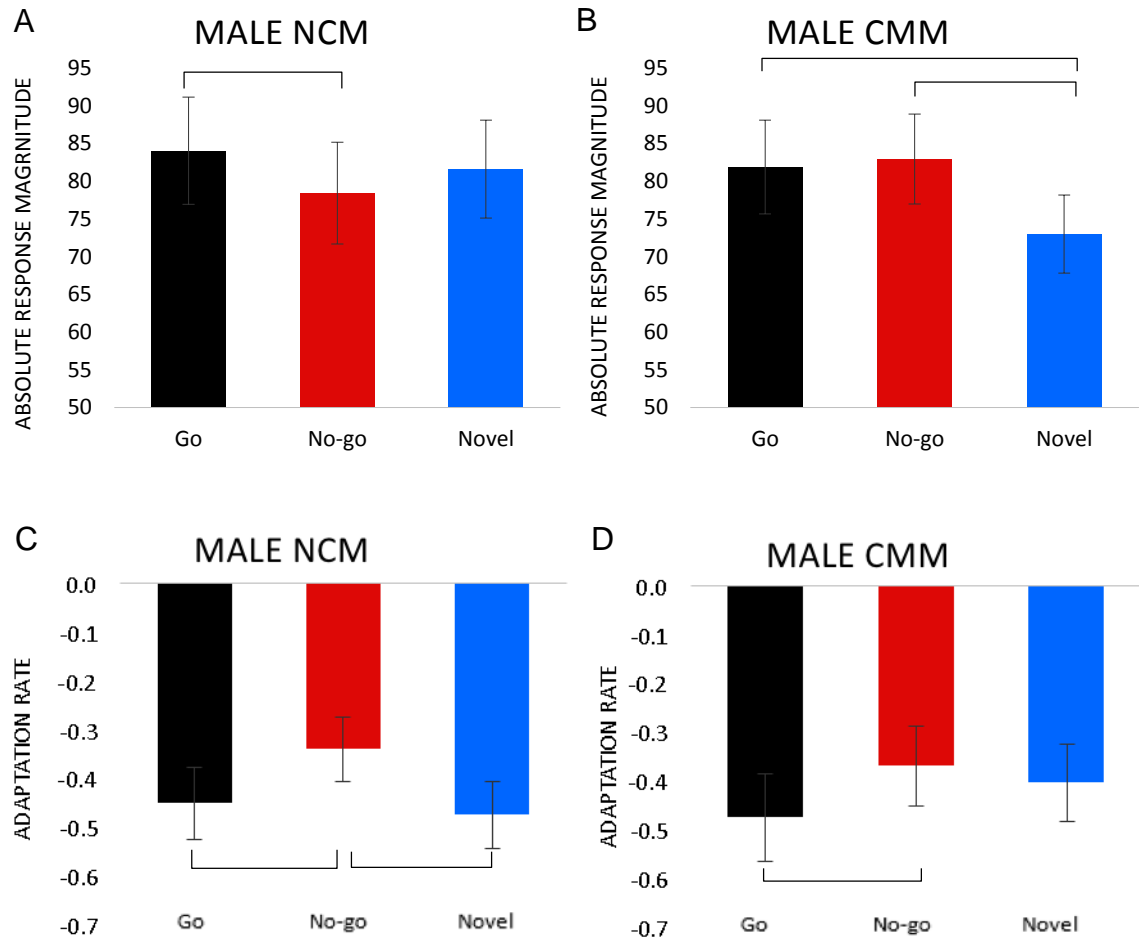 A
MALE NCM
ABSOLUTE RESPONSE MAGRNITUDE
95
90
85
80
75
70
65
60
55
50
Go No-go Novel
B
MALE CMM
ABSOLUTE RESPONSE MAGNITUDE
95
90
85
80
75
70
65
60
55
50
Go No-go Novel
C
MALE NCM
ADAPTATION RATE
0.0
-0.1
-0.2
-0.3
-0.4
-0.5
-0.6
-0.7
Go No-go Novel
D
MALE CMM
ADAPTATION RATE
0.0
-0.1
-0.2
-0.3
-0.4
-0.5
-0.6
-0.7
Go No-go Novel